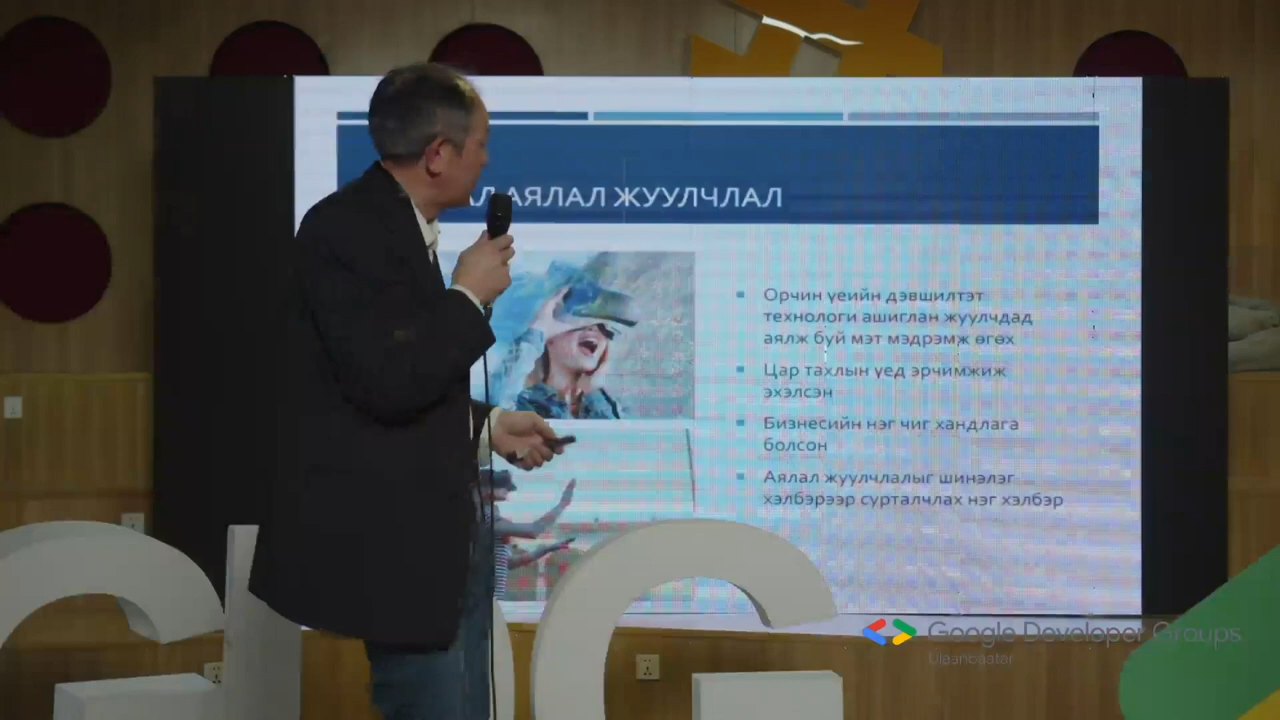 АЯЛАЛ ЖУУЛЧЛАЛ
Орчин үеийн дэвшилтэт
технологи ашиглан жуулчдад
аялж буй мэт мэдрэмж өгөх
Цар тахлын үед эрчимжиж
эхэлсэн
Бизнесийн нэг чиг хандлага
болсон
Аялал жуулчлалыг шинэлэг
хэлбэрээр сурталчлах нэг хэлбэр
Google Developer Groups
Ulaanbaatar